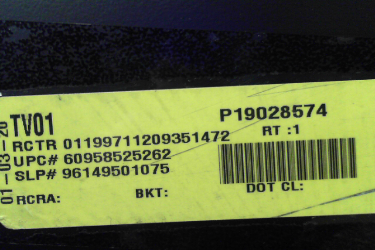 01-03-20
TV01
P19028574
RCTR 01199711209351472
RT :1
UPC# 60958525262
SLP# 96149501075
RCRA:
BKT:
DOT CL: